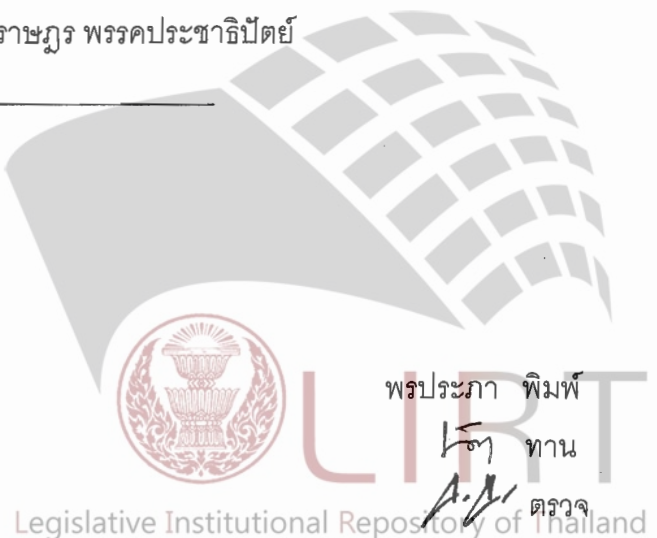 ราษฎร พรรคประชาธิปัตย์
LIRT
พรประภา พิมพ์
ทาน
ตรวจ
Legislative Institutional Repository of Thailand